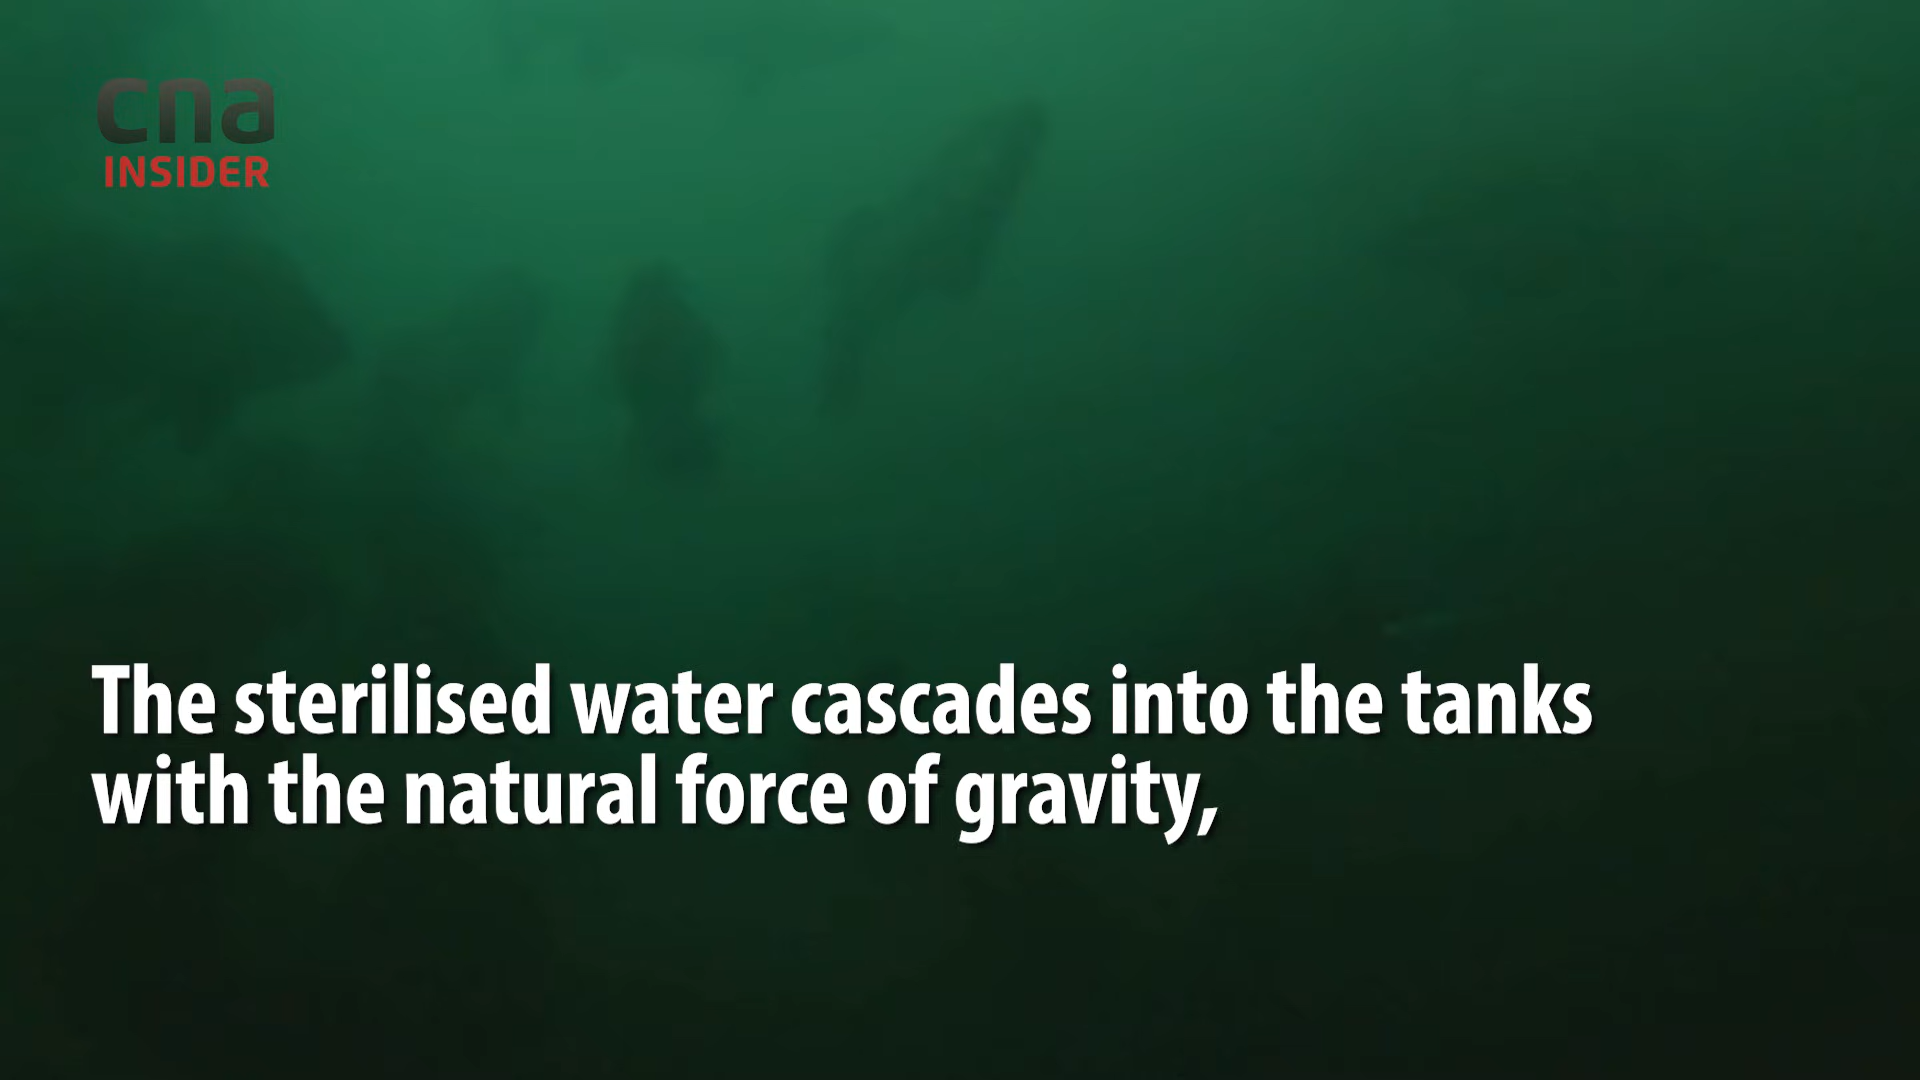 cna
INSIDER
The sterilised water cascades into the tanks
with the natural force of gravity,